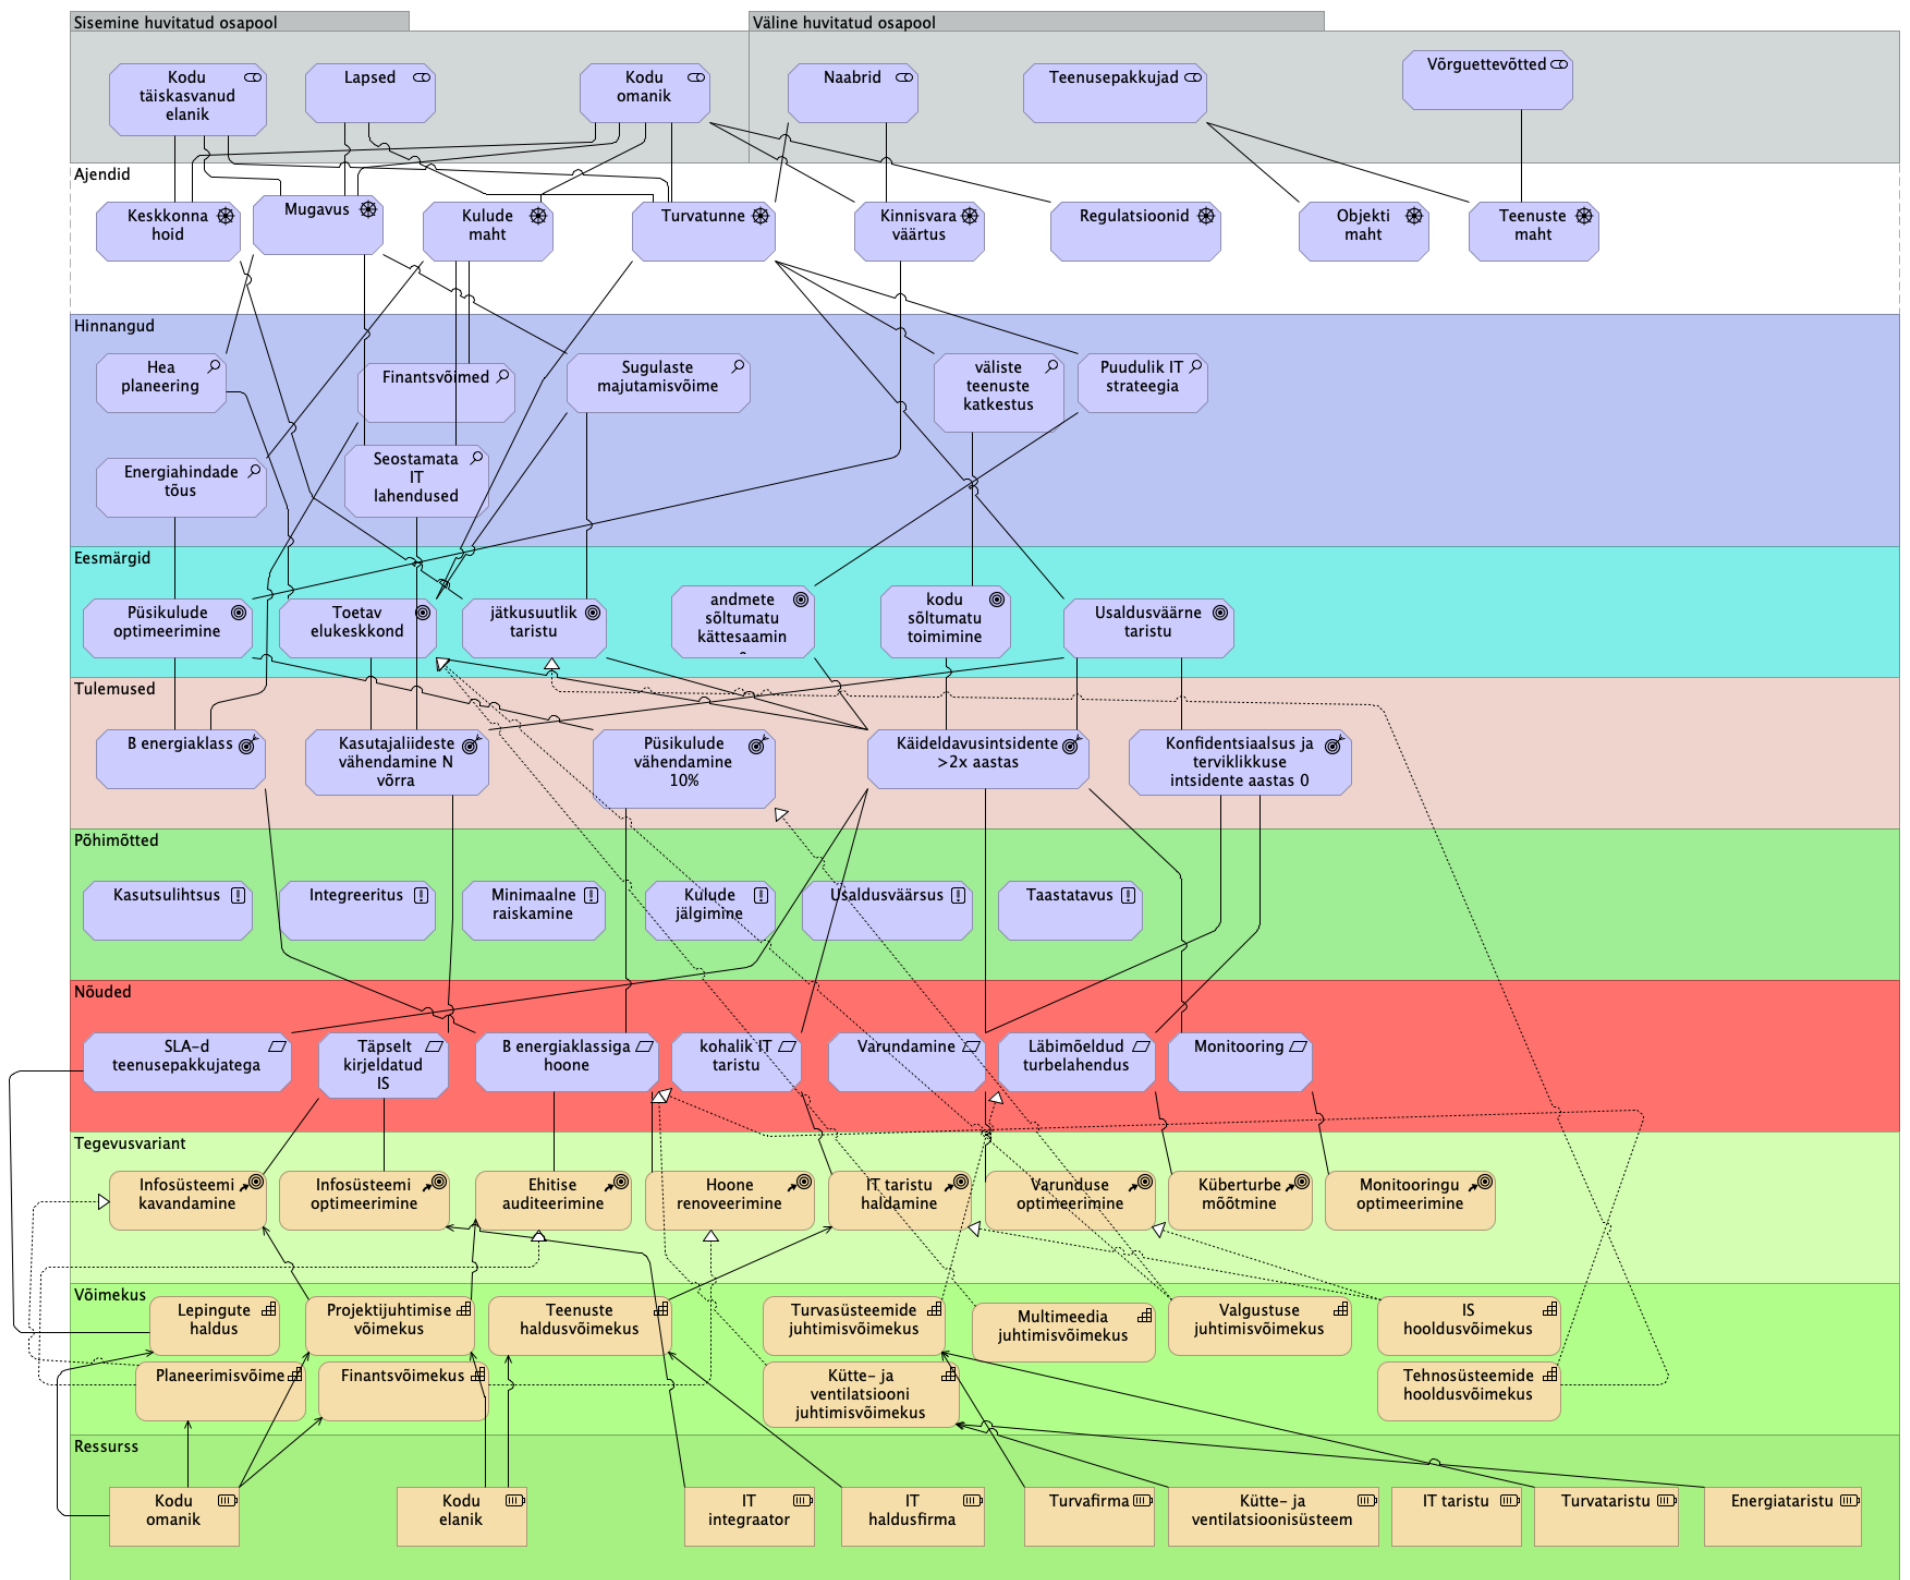 Sisemine huvitatud osapool
Väline huvitatud osapool
Kodu
täiskasvanud
elanik
Lapsed
Kodu
omanik
Naabrid
Teenusepakkujad
Võrguettevõtted
Ajendid
Keskkonna
hoid
Mugavus
Kulude
maht
Turvatunne
Kinnisvara
väärtus
Regulatsioonid
Objekti
maht
Teenuste
maht
Hinnangud
Hea
planeering
Finantsvõimed
Sugulaste
majutamisvõime
väliste
teenuste
katkestus
Puudulik IT
strateegia
Energiahindade
tõus
Seostamata
IT
lahendused
Eesmärgid
Püsikulude
optimeerimine
Toetav
elukeskkond
jätkusuutlik
taristu
andmete
sõltumatu
kättesaamin
kodu
sõltumatu
toimimine
Usaldusväärne
taristu
Tulemused
B energiaklass
Kasutajaliideste
vähendamine N
võrra
Püsikulude
vähendamine
10%
Käideldavusintsidente
>2x aastas
Konfidentsiaalsus ja
terviklikkuse
intsidente aastas 0
Põhimõtted
Kasutsulihtsus
Integreeritus
Minimaalne
raiskamine
Kulude
jälgimine
Usaldusväärsus
Taastatavus
Nõuded
SLA-d
teenusepakkujatega
Täpselt
kirjeldatud
IS
B energiaklassiga
hoone
kohalik IT
taristu
Varundamine
Läbimõeldud
turbelahendus
Monitooring
Tegevusvariant
Infosüsteemi
kavandamine
Infosüsteemi
optimeerimine
Ehitise
auditeerimine
Hoone
renoveerimine
IT taristu
haldamine
Varunduse
optimeerimine
Küberturbe
mõõtmine
Monitooringu
optimeerimine
Võimekus
Lepingute
haldus
Projektijuhtimise
võimekus
Teenuste
haldusvõimekus
Turvasüsteemide
juhtimisvõimekus
Multimeedia
juhtimisvõimekus
Valgustuse
juhtimisvõimekus
IS
hooldusvõimekus
Planeerimisvõime
Finantsvõimekus
Kütte- ja
ventilatsiooni
juhtimisvõimekus
Tehnosüsteemide
hooldusvõimekus
Ressurss
Kodu
omanik
Kodu
elanik
IT
integraator
IT
haldusfirma
Turvafirma
Kütte- ja
ventilatsioonisüsteem
IT taristu
Turvataristu
Energiataristu